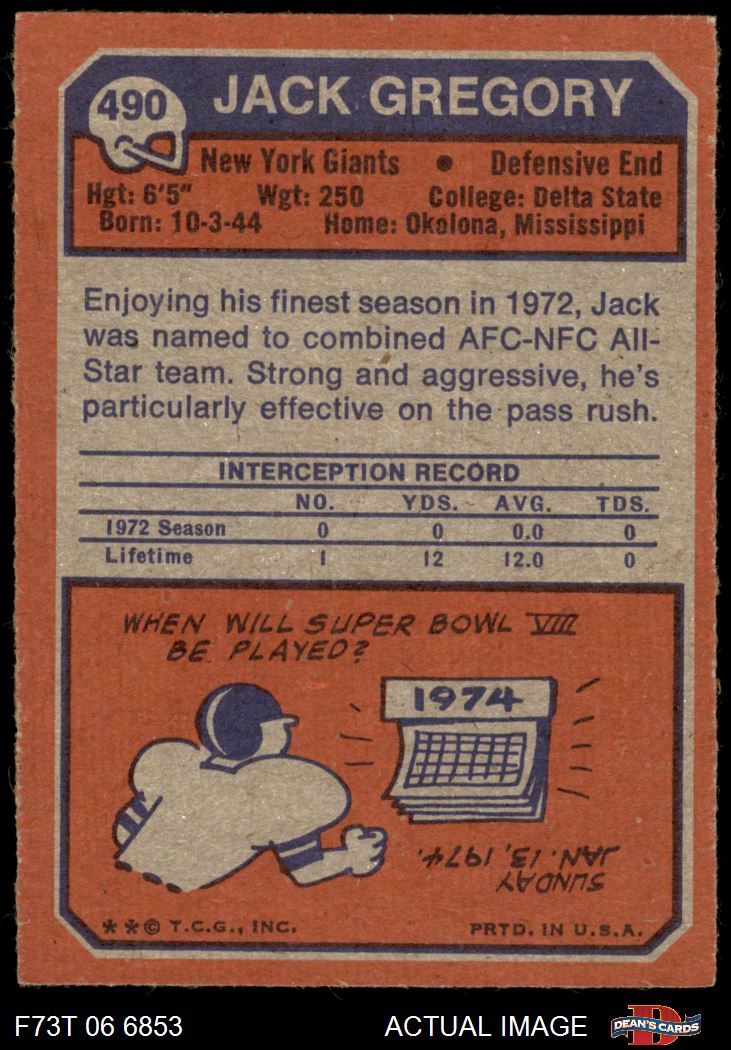 490
JACK GREGORY
New York Giants • Defensive End
Hgt: 6'5" Wgt: 250 College: Delta State
Born: 10-3-44 Home: Okolona, Mississippi
Enjoying his finest season in 1972, Jack
was named to combined AFC-NFC All-
Star team. Strong and aggressive, he's
particularly effective on the pass rush.
INTERCEPTION RECORD
NO. YDS. AVG. TDS.
1972 Season 0 0 0.0 0
Lifetime 1 12 12.0 0
WHEN WILL SUPER BOWL VIII
BE PLAYED?
1974
SUNDAY
JAN. 13, 1974.
* * © T.C.G., INC. PRTD. IN U.S.A.
F73T 06 6853 ACTUAL IMAGE
DEAN'S CARDS